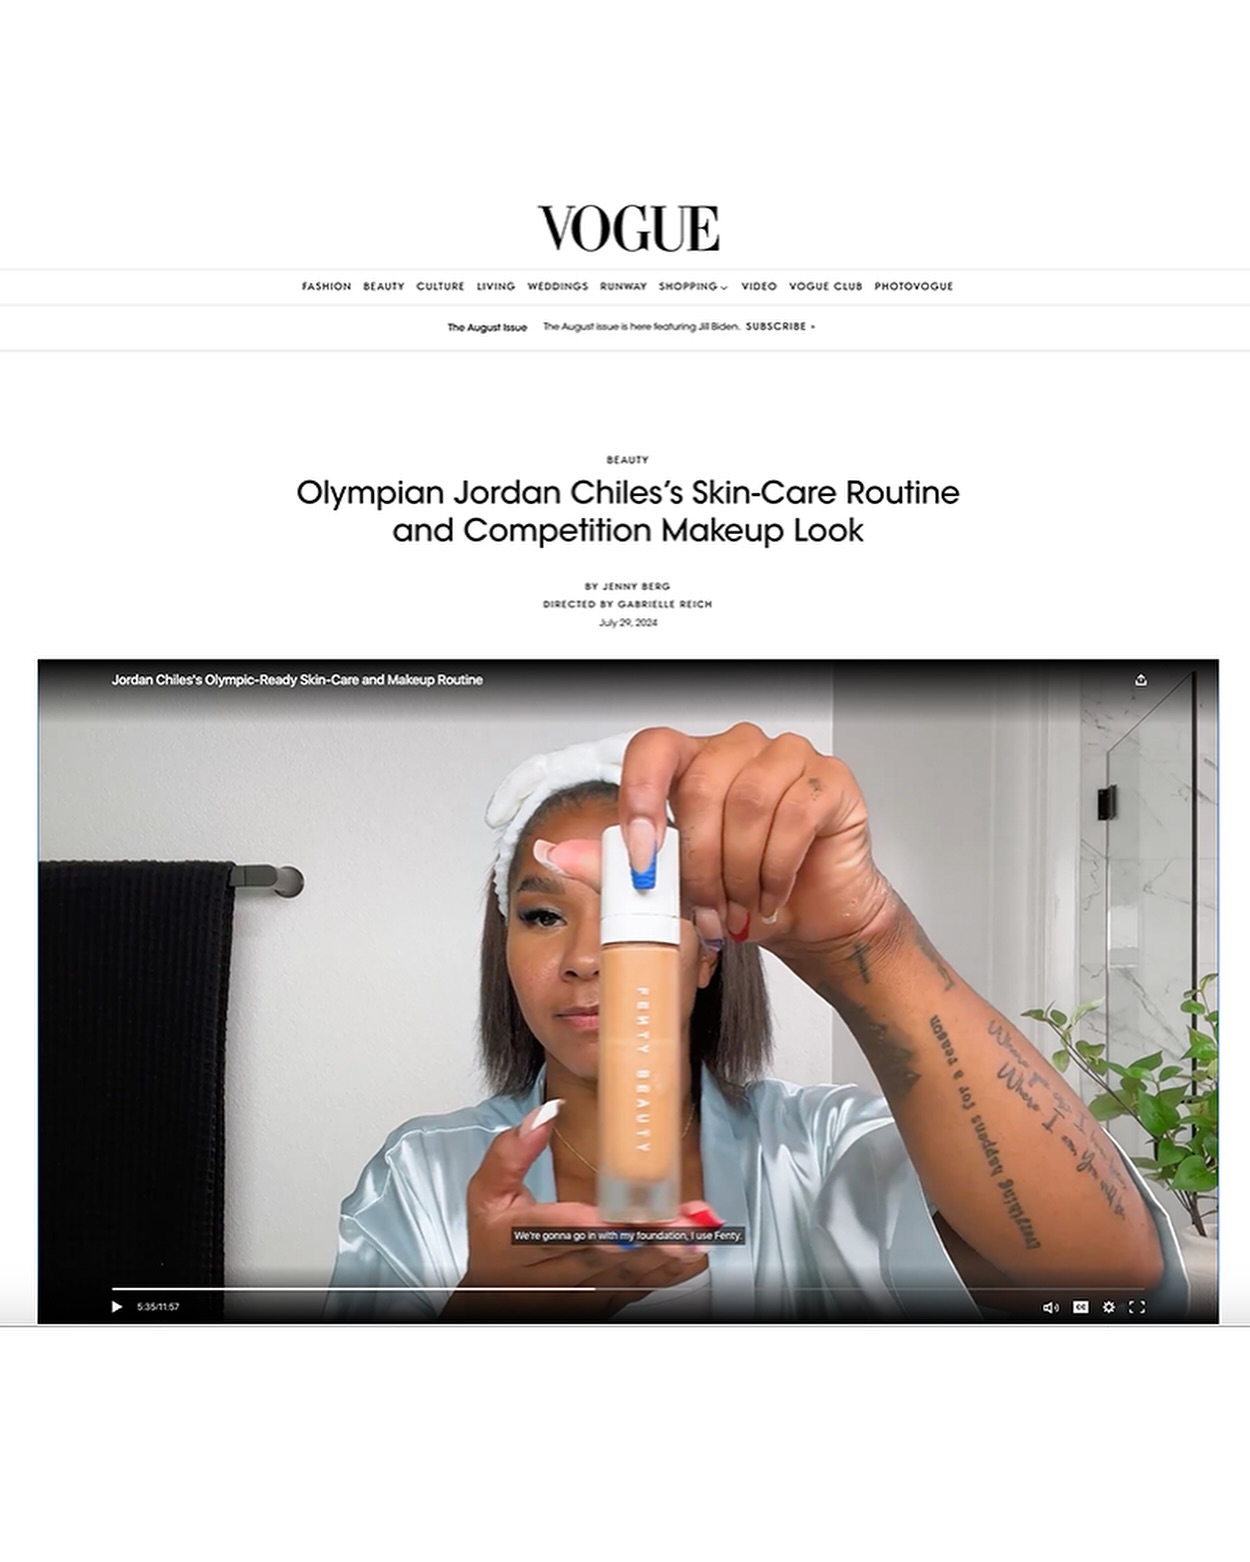 VOGUE
FASHION BEAUTY CULTURE LIVING WEDDINGS RUNWAY SHOPPING VIDEO VOGUE CLUB PHOTOVOGUE
The August Issue The August issue is here featuring Jill Biden. SUBSCRIBE
BEAUTY
Olympian Jordan Chiles's Skin-Care Routine
and Competition Makeup Look
BY JENNY BERG
DIRECTED BY GABRIELLE REICH
July 29, 2024
Jordan Chiles's Olympic-Ready Skin-Care and Makeup Routine
FENTY BEAUTY
Everything happens for a reason
We're gonna go in with my foundation, I use Fenty.
5:35/11:57
CC